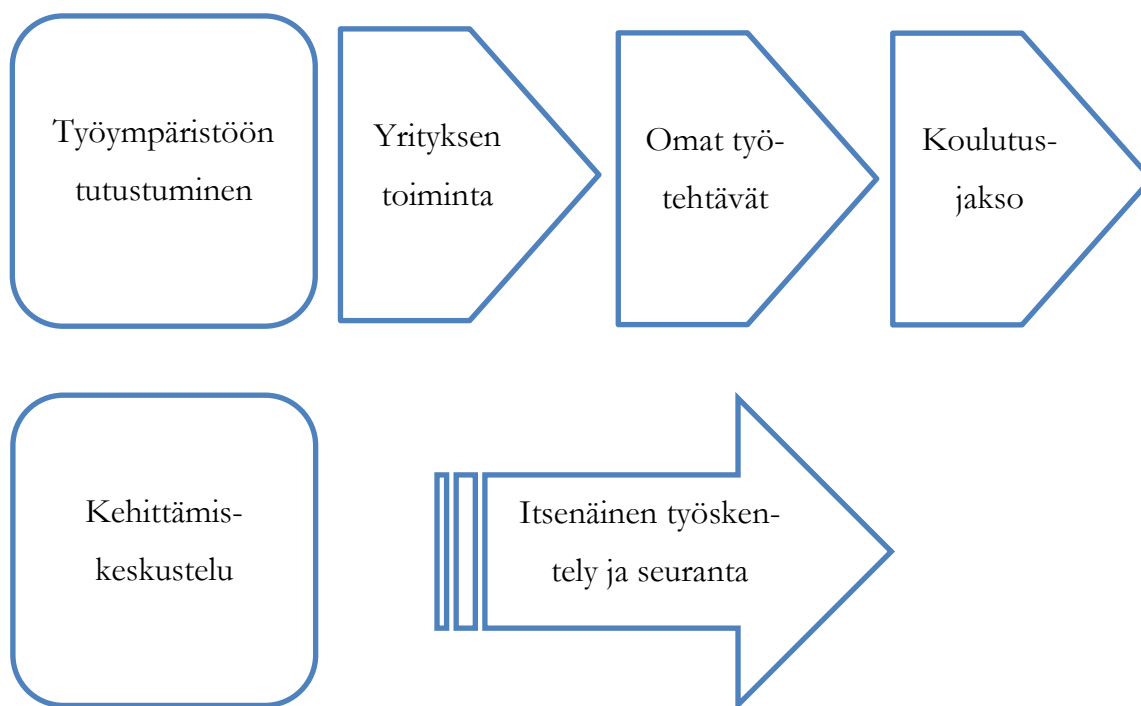 Työympäristöön
tutustuminen
Yrityksen
toiminta
Omat työ-
tehtävät
Koulutus-
jakso
Kehittämis-
keskustelu
Itsenäinen työsken-
tely ja seuranta